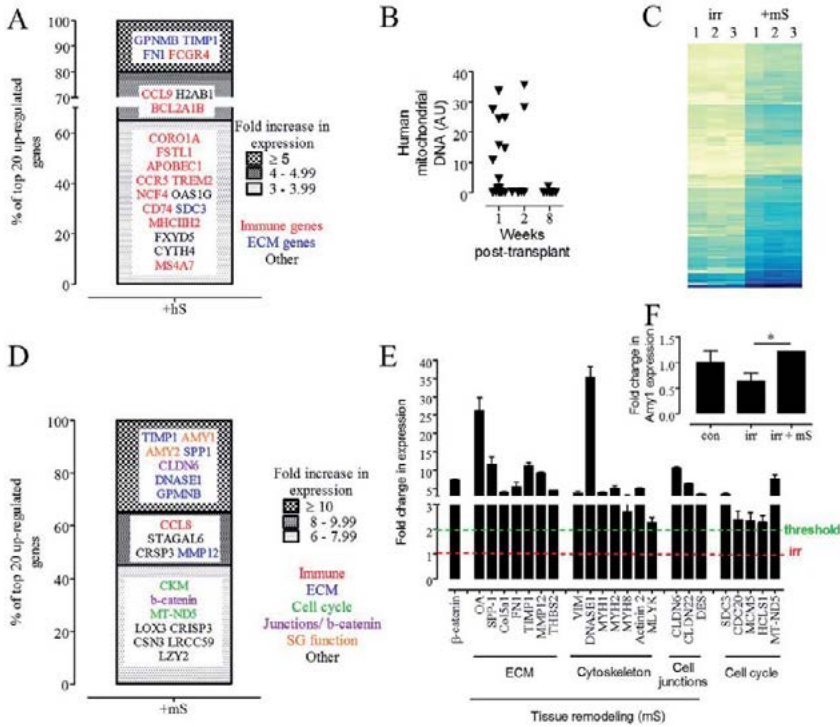 A
% of top 20 up-regulated
genes
100
90
80
70
60
40
20
0
GPNMB TIMP1
FN1 FCGR4
CCL9 H2AB1
BCL2A1B
CORO1A
FSTL1
APOBEC1
CCR5 TREM2
NCF4 OAS1G
CD74 SDC3
MHCIIH2
FXYD5
CYTH4
MS4A7
+hS
Fold increase in
expression
≥ 5
4 - 4.99
3 - 3.99
Immune genes
ECM genes
Other
B
Human
mitochondrial
DNA (AU)
40
30
20
10
0
1 2 8
Weeks
post-transplant
C
irr +mS
1 2 3 1 2 3
D
% of top 20 up-regulated
genes
100
80
60
40
20
0
TIMP1 AMY1
AMY2 SPP1
CLDN6
DNASE1
GPMNB
CCL8
STAGAL6
CRSP3 MMP12
CKM
b-catenin
MT-ND5
LOX3 CRISP3
CSN3 LRCC59
LZY2
+mS
Fold increase in
expression
≥ 10
8 - 9.99
6 - 7.99
Immune
ECM
Cell cycle
Junctions/ b-catenin
SG function
Other
E
Fold change in expression
40
35
30
25
20
15
10
5
3
2
1
0
threshold
irr
β-catenin
OA
SPP-1
Col5a1
FN1
TIMP1
MMP12
THBS2
VIM
DNASE1
MYH1
MYH2
MYH8
Actinin 2
MLYK
CLDN6
CLDN22
DES
SDC3
CDC20
MCM5
HCLS1
MT-ND5
ECM
Cytoskeleton
Cell
junctions
Cell cycle
Tissue remodeling (mS)
F
Fold change in
Amy1 expression
1.5
1.0
0.5
0.0
*
con irr irr + mS